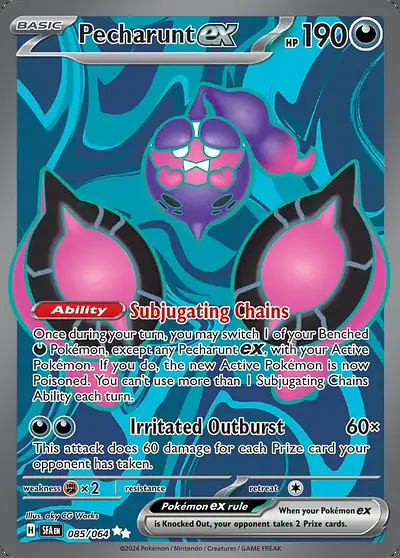 BASIC
Pecharunt ex HP 190
Ability Subjugating Chains
Once during your turn, you may switch 1 of your Benched
Pokémon, except any Pecharunt ex, with your Active
Pokémon. If you do, the new Active Pokémon is now
Poisoned. You can't use more than 1 Subjugating Chains
Ability each turn.
Irritated Outburst 60×
This attack does 60 damage for each Prize card your
opponent has taken.
weakness ×2 resistance retreat
Illus. aky CG Works
Pokémon ex rule When your Pokémon ex
is Knocked Out, your opponent takes 2 Prize cards.
H SFA EN 085/064
©2024 Pokémon / Nintendo / Creatures / GAME FREAK